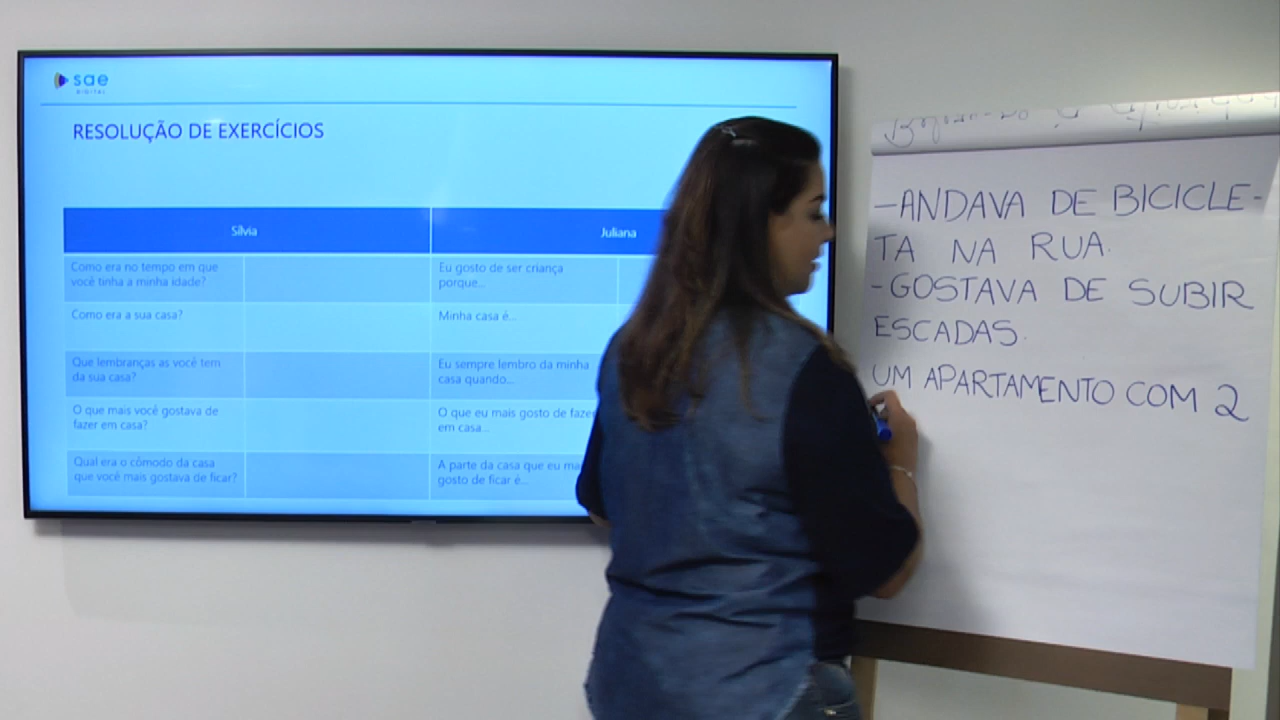 sae
DIGITAL
RESOLUÇÃO DE EXERCÍCIOS
Sílvia
Juliana
Como era no tempo em que
você tinha a minha idade?
Eu gosto de ser criança
porque...
Como era a sua casa?
Minha casa é...
Que lembranças as você tem
da sua casa?
Eu sempre lembro da minha
casa quando...
O que mais você gostava de
fazer em casa?
O que eu mais gosto de fazer
em casa...
Qual era o cômodo da casa
que você mais gostava de ficar?
A parte da casa que eu
gosto de ficar é...
-ANDAVA DE BICICLE-
TA NA RUA.
-GOSTAVA DE SUBIR
ESCADAS.
UM APARTAMENTO COM 2